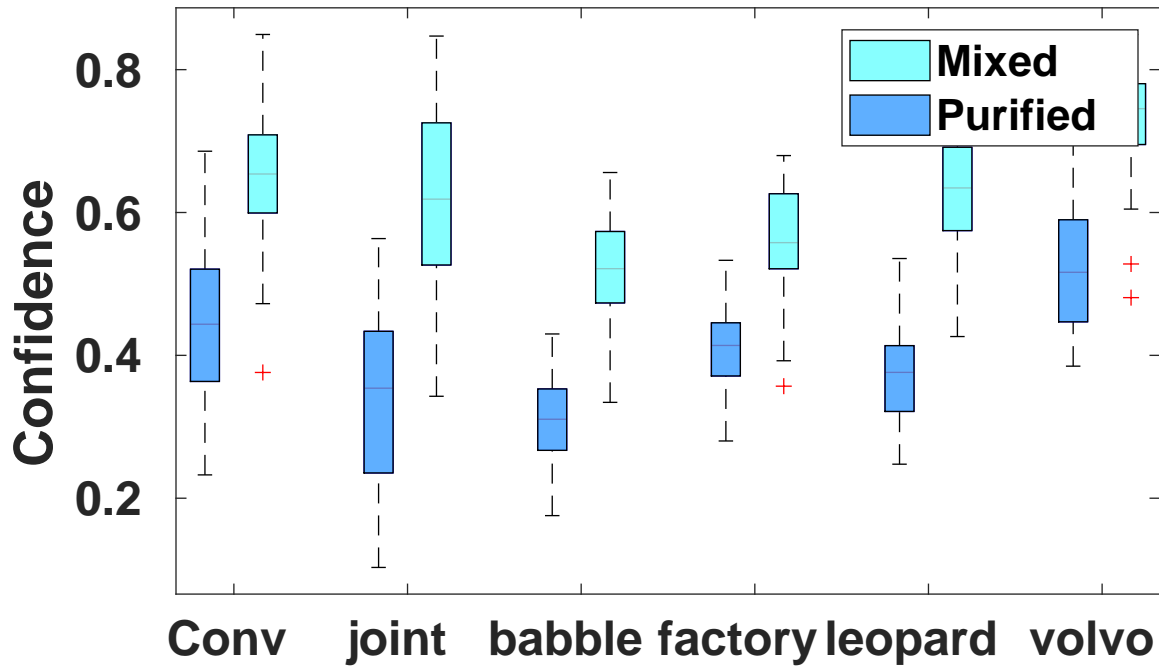 Mixed
Purified
Confidence
0.8
0.6
0.4
0.2
Conv joint babble factory leopard volvo